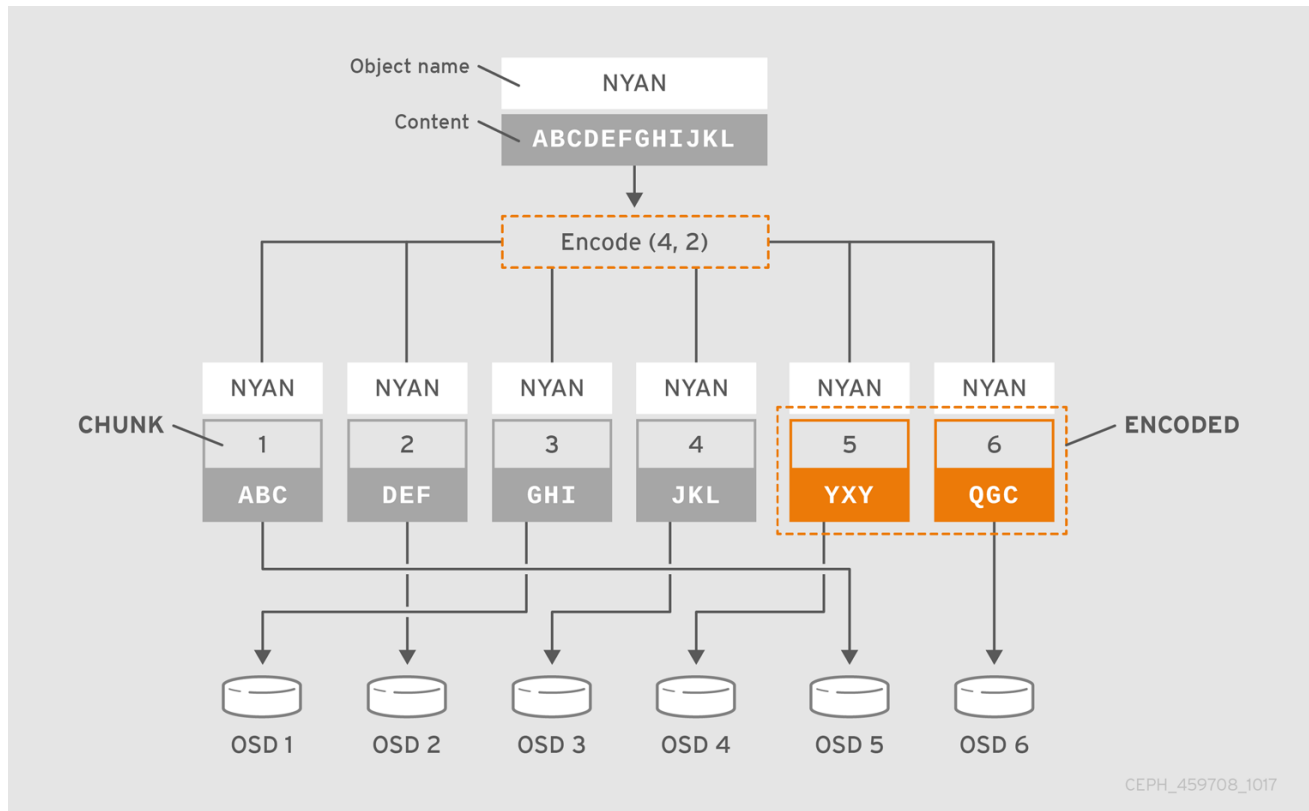 Object name
NYAN
Content
ABCDEFGHIJKL
Encode (4, 2)
NYAN NYAN NYAN NYAN NYAN NYAN
CHUNK
1 2 3 4 5 6
ENCODED
ABC DEF GHI JKL YXY QGC
OSD 1 OSD 2 OSD 3 OSD 4 OSD 5 OSD 6
CEPH_459708_1017